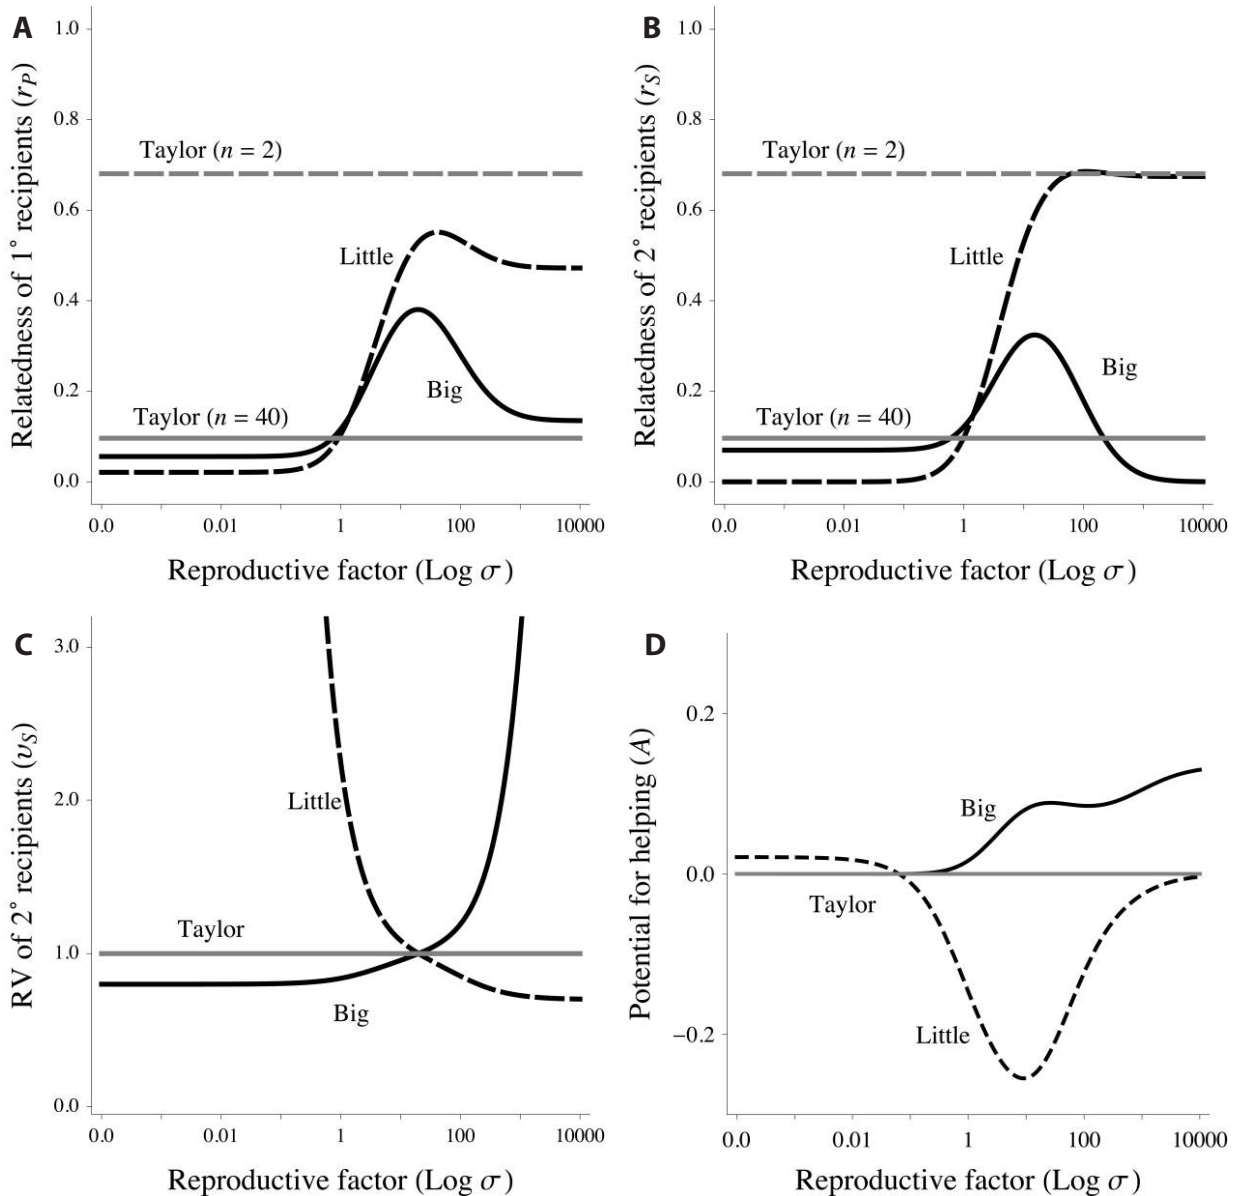 A
Relatedness of 1° recipients (r_P)
1.0
0.8
0.6
0.4
0.2
0.0
Taylor (n = 2)
Little
Big
Taylor (n = 40)
0.0 0.01 1 100 10000
Reproductive factor (Log σ)
B
Relatedness of 2° recipients (r_S)
1.0
0.8
0.6
0.4
0.2
0.0
Taylor (n = 2)
Little
Big
Taylor (n = 40)
0.0 0.01 1 100 10000
Reproductive factor (Log σ)
C
RV of 2° recipients (υ_S)
3.0
2.0
1.0
0.0
Little
Taylor
Big
0.0 0.01 1 100 10000
Reproductive factor (Log σ)
D
Potential for helping (A)
0.2
0.0
−0.2
Big
Taylor
Little
0.0 0.01 1 100 10000
Reproductive factor (Log σ)